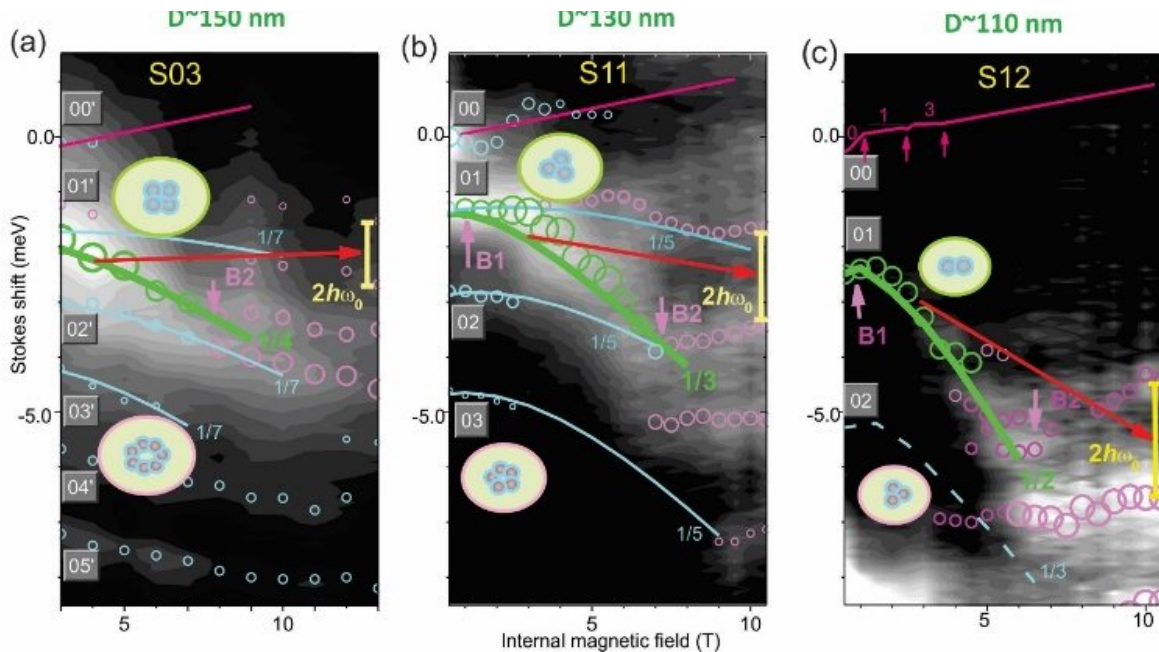 D~150 nm
D~130 nm
D~110 nm
(a)
S03
00'
0.0
01'
1/7
B2
2hω₀
02'
1/4
1/7
-5.0
03'
1/7
04'
05'
5
10
Stokes shift (meV)
(b)
S11
00
0.0
01
1/5
B1
B2
2hω₀
02
1/5
1/3
-5.0
03
1/5
5
10
Internal magnetic field (T)
(c)
S12
0
1
3
0.0
00
01
B1
B2
2hω₀
-5.0
02
1/2
1/3
5
10